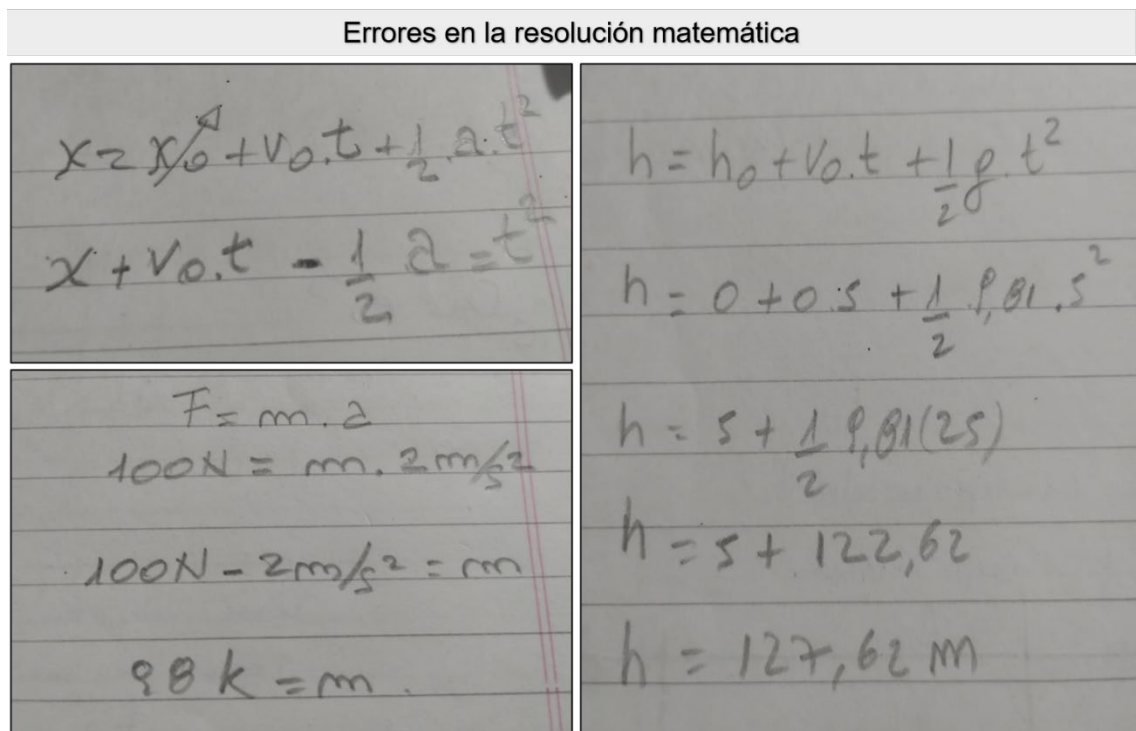 Errores en la resolución matemática
x = x₀ + v₀.t + 1/2 a.t²
x + v₀.t - 1/2 a = t²
F = m.a
100N = m. 2m/s²
100N - 2m/s² = m
98 k = m.
h = h₀ + v₀.t + 1/2 g.t²
h = 0 + 0.5 + 1/2 9,81.5²
h = 5 + 1/2 9,81(25)
h = 5 + 122,62
h = 127,62 m